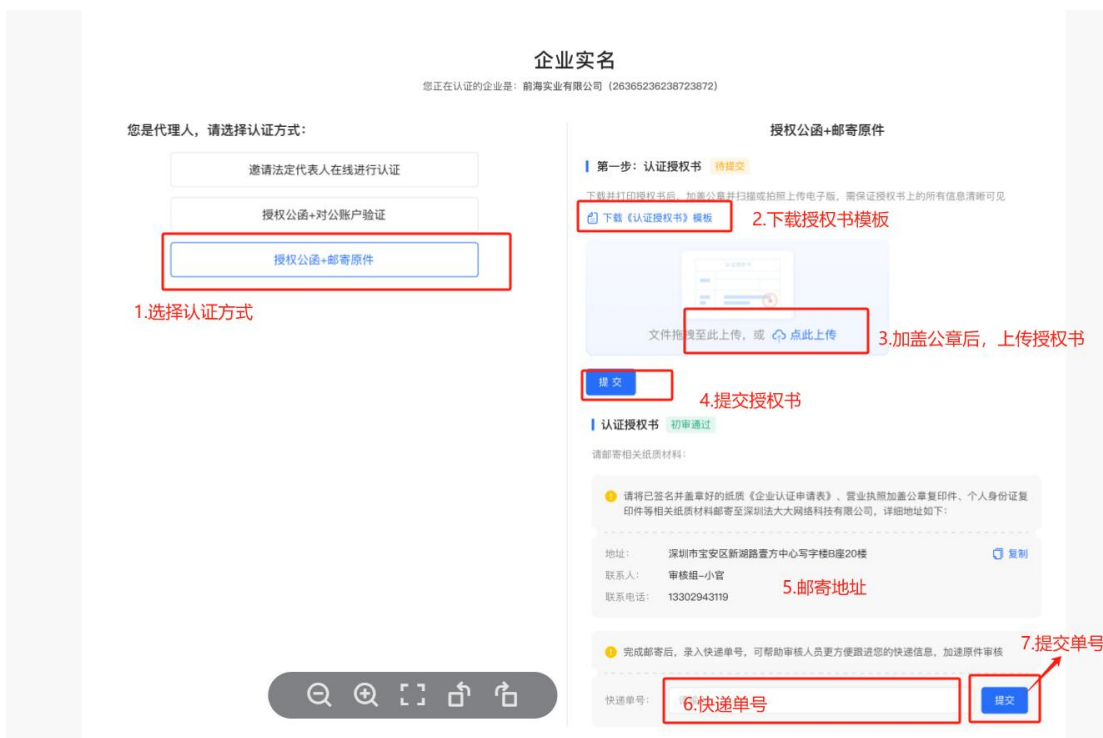 企业实名
您正在认证的企业是：前海实业有限公司（26365236238723872）
您是代理人，请选择认证方式：
邀请法定代表人在线进行认证
授权公函+对公账户验证
授权公函+邮寄原件
1.选择认证方式
授权公函+邮寄原件
第一步：认证授权书 待提交
下载并打印授权书后，加盖公章并扫描或拍照上传电子版，需保证授权书上的所有信息清晰可见
下载《认证授权书》模板
2.下载授权书模板
文件拖拽至此上传，或 点此上传
3.加盖公章后，上传授权书
提交
4.提交授权书
认证授权书 初审通过
请邮寄相关纸质材料：
请将已签名并盖章好的纸质《企业认证申请表》、营业执照加盖公章复印件、个人身份证复
印件等相关纸质材料邮寄至深圳法大大网络科技有限公司，详细地址如下：
地址： 深圳市宝安区新湖路壹方中心写字楼B座20楼 复制
联系人： 审核组-小官
联系电话： 13302943119
5.邮寄地址
完成邮寄后，录入快递单号，可帮助审核人员更方便跟进您的快递信息，加速原件审核
7.提交单号
快递单号：
6.快递单号
提交